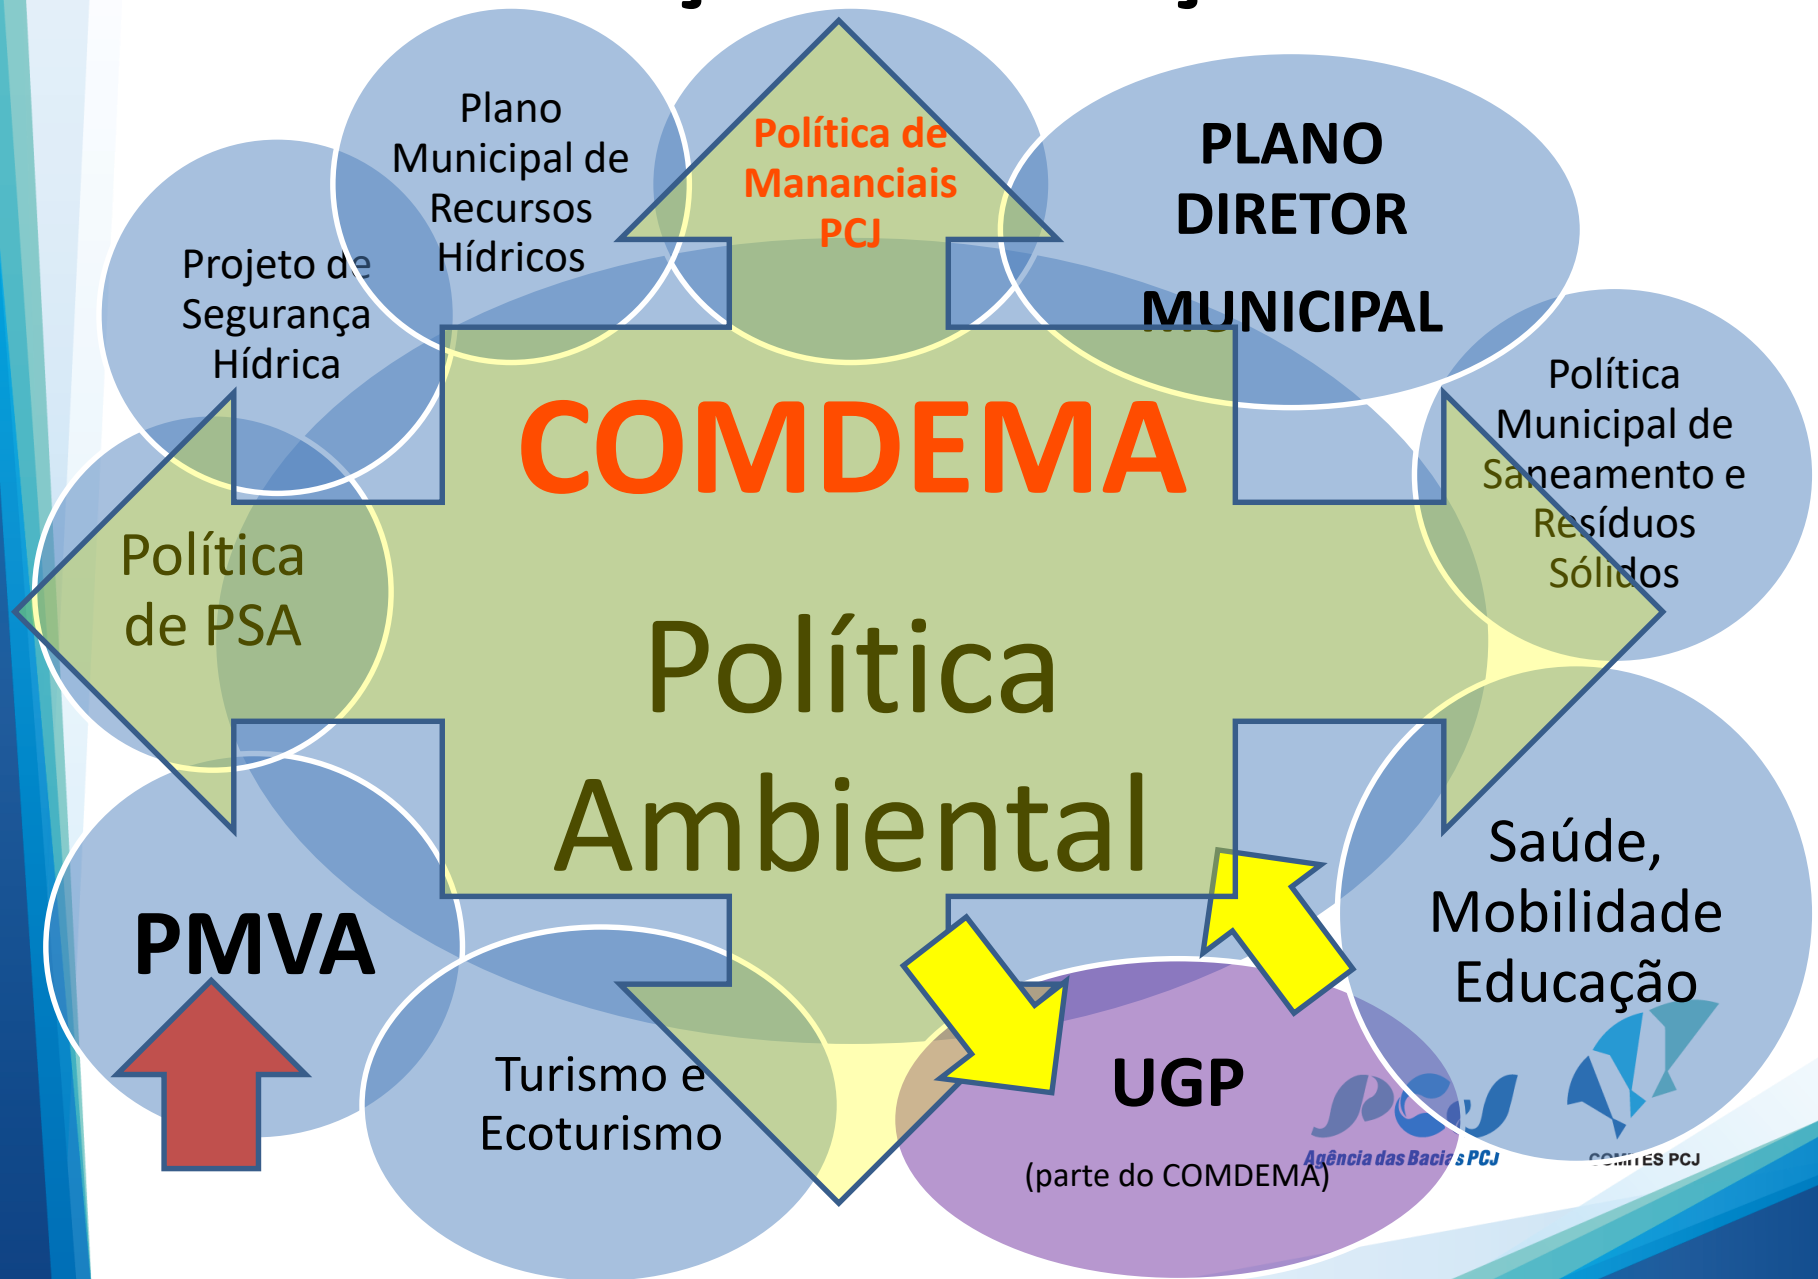 Plano
Municipal de
Recursos
Hídricos
Política de
Mananciais
PCJ
PLANO
DIRETOR
MUNICIPAL
Projeto de
Segurança
Hídrica
Política
Municipal de
Saneamento e
Resíduos
Sólidos
COMDEMA
Política
de PSA
Política
Ambiental
Saúde,
Mobilidade
Educação
PMVA
Turismo e
Ecoturismo
UGP
(parte do COMDEMA)
PCJ
Agência das Bacias PCJ
COMITÊS PCJ